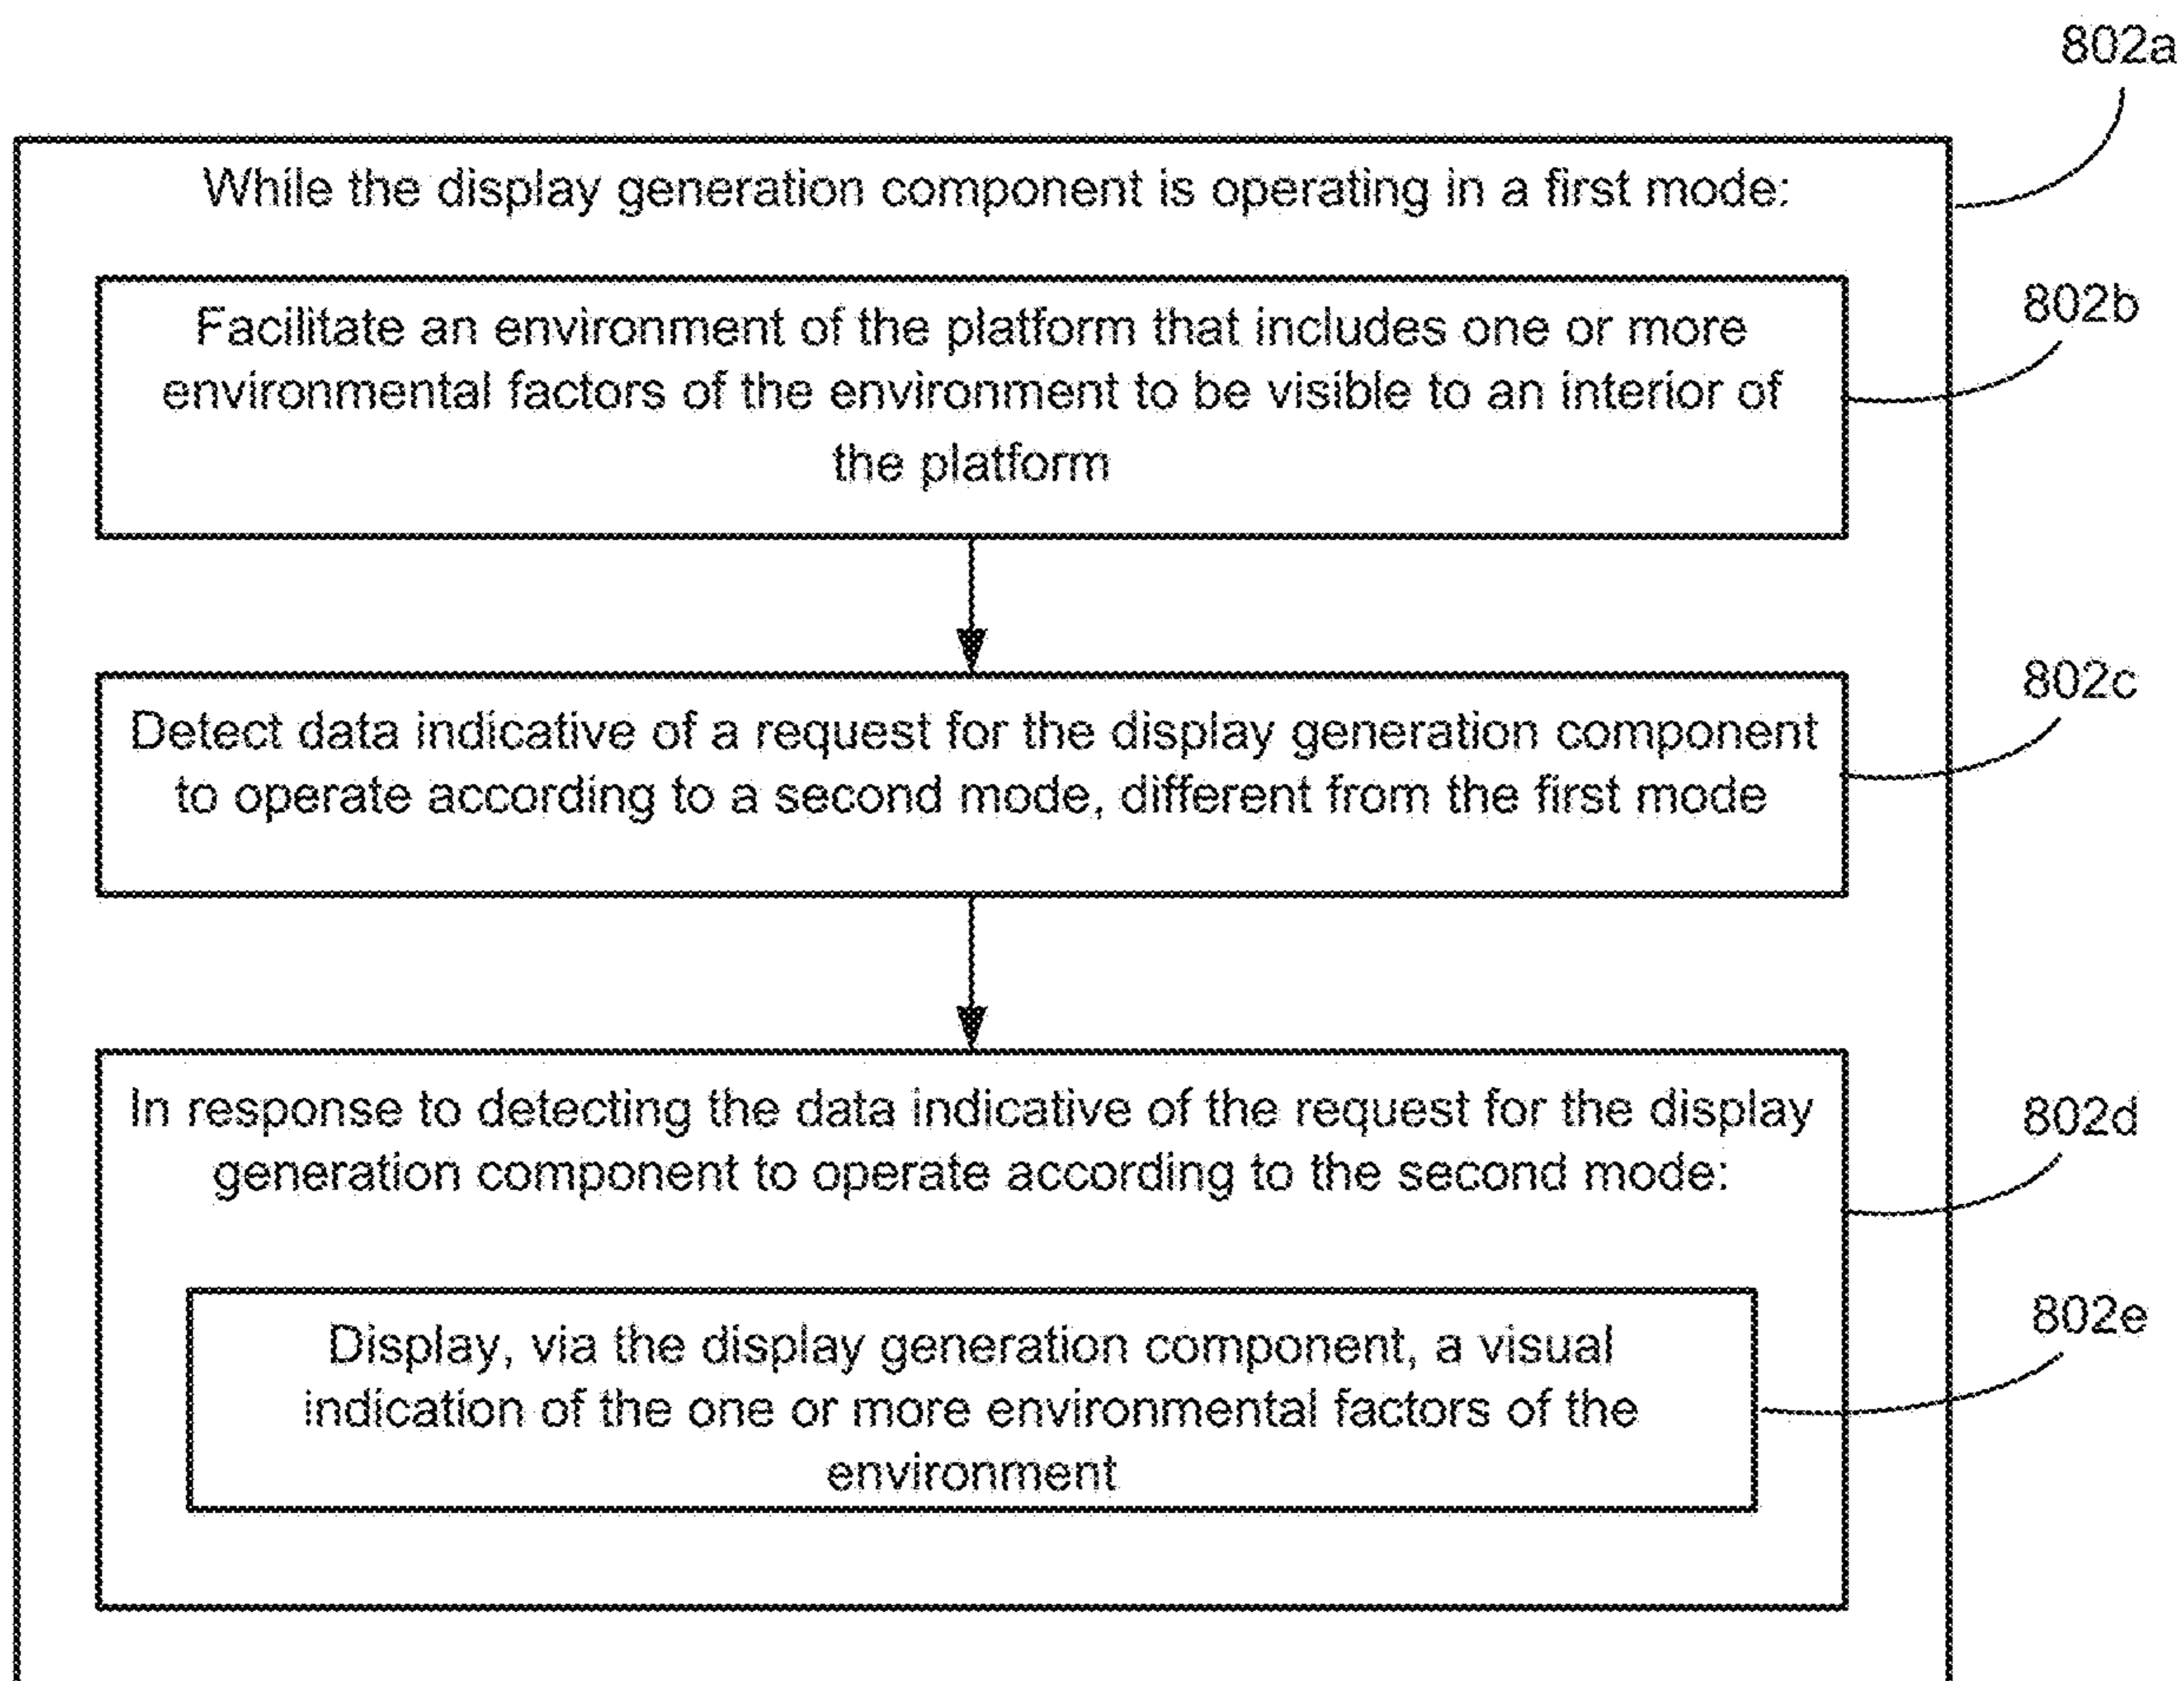 802a
While the display generation component is operating in a first mode:
802b
Facilitate an environment of the platform that includes one or more
environmental factors of the environment to be visible to an interior of
the platform
802c
Detect data indicative of a request for the display generation component
to operate according to a second mode, different from the first mode
802d
In response to detecting the data indicative of the request for the display
generation component to operate according to the second mode:
802e
Display, via the display generation component, a visual
indication of the one or more environmental factors of the
environment